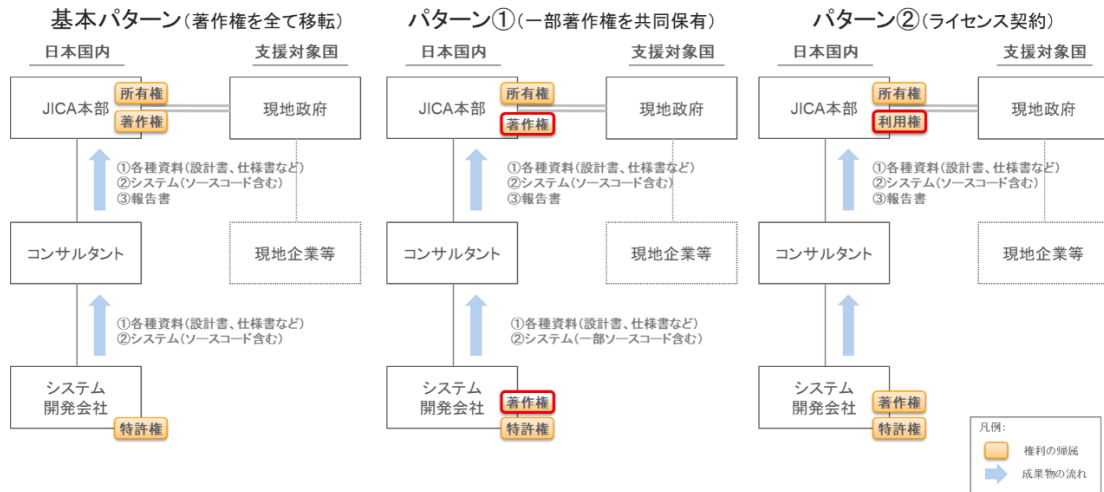 基本パターン(著作権を全て移転)
日本国内
支援対象国
JICA本部
所有権
著作権
現地政府
①各種資料(設計書、仕様書など)
②システム(ソースコード含む)
③報告書
コンサルタント
現地企業等
①各種資料(設計書、仕様書など)
②システム(ソースコード含む)
システム
開発会社
特許権
パターン①(一部著作権を共同保有)
日本国内
支援対象国
JICA本部
所有権
著作権
現地政府
①各種資料(設計書、仕様書など)
②システム(ソースコード含む)
③報告書
コンサルタント
現地企業等
①各種資料(設計書、仕様書など)
②システム(一部ソースコード含む)
システム
開発会社
著作権
特許権
パターン②(ライセンス契約)
日本国内
支援対象国
JICA本部
所有権
利用権
現地政府
①各種資料(設計書、仕様書など)
②システム(ソースコード含む)
③報告書
コンサルタント
現地企業等
システム
開発会社
著作権
特許権
凡例:
権利の帰属
成果物の流れ